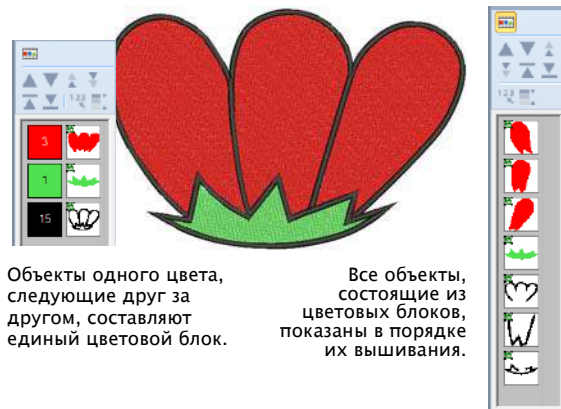 123
3
1
15
123
Объекты одного цвета,
следующие друг за
другом, составляют
единый цветовой блок.
Все объекты,
состоящие из
цветовых блоков,
показаны в порядке
их вышивания.